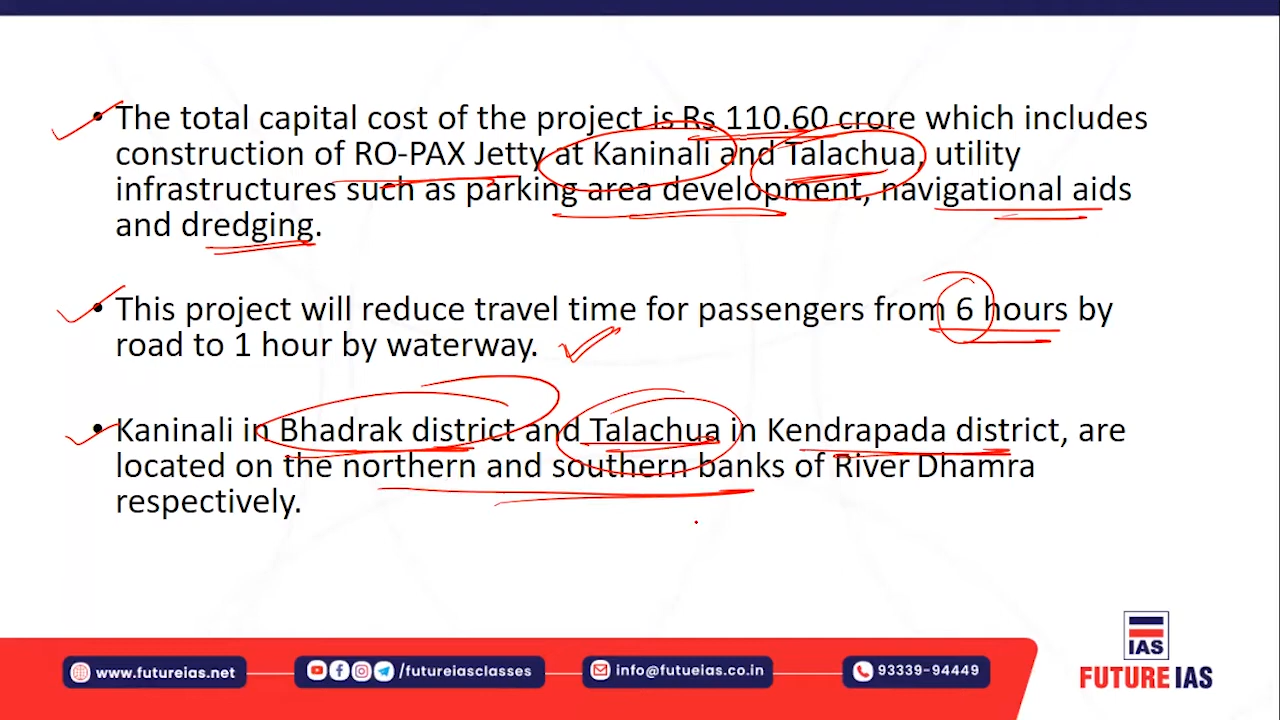 • The total capital cost of the project is Rs 110.60 crore which includes
construction of RO-PAX Jetty at Kaninali and Talachua, utility
infrastructures such as parking area development, navigational aids
and dredging.
• This project will reduce travel time for passengers from 6 hours by
road to 1 hour by waterway.
• Kaninali in Bhadrak district and Talachua in Kendrapada district, are
located on the northern and southern banks of River Dhamra
respectively.
IAS
FUTURE IAS
www.futureias.net
/futureiasclasses
info@futueias.co.in
93339-94449